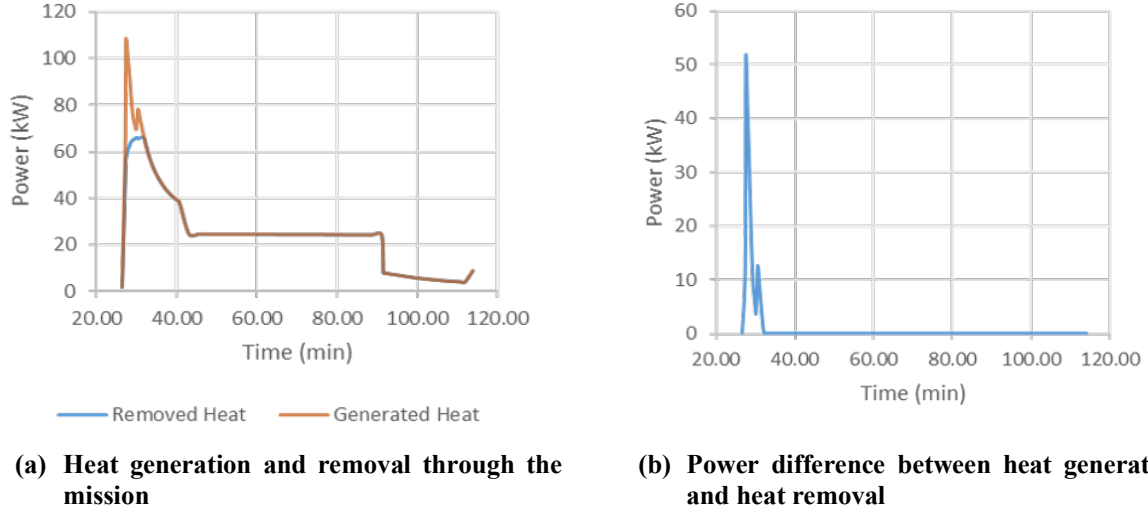 120
100
80
60
40
20
0
Power (kW)
20.00 40.00 60.00 80.00 100.00 120.00
Time (min)
Removed Heat Generated Heat
(a) Heat generation and removal through the
mission
60
50
40
30
20
10
0
Power (kW)
20.00 40.00 60.00 80.00 100.00 120.00
Time (min)
(b) Power difference between heat generat
and heat removal